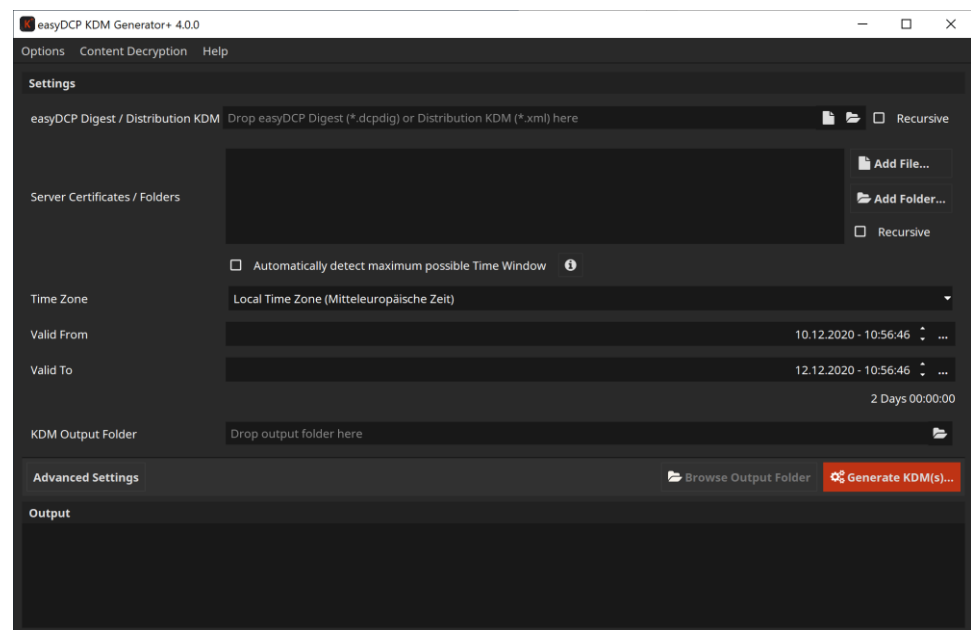 easyDCP KDM Generator+ 4.0.0
Options Content Decryption Help
Settings
easyDCP Digest / Distribution KDM Drop easyDCP Digest (*.dcpdig) or Distribution KDM (*.xml) here Recursive
Add File...
Server Certificates / Folders Add Folder...
Recursive
Automatically detect maximum possible Time Window
Time Zone Local Time Zone (Mitteleuropäische Zeit)
Valid From 10.12.2020 - 10:56:46 ...
Valid To 12.12.2020 - 10:56:46 ...
2 Days 00:00:00
KDM Output Folder Drop output folder here
Advanced Settings Browse Output Folder Generate KDM(s)...
Output